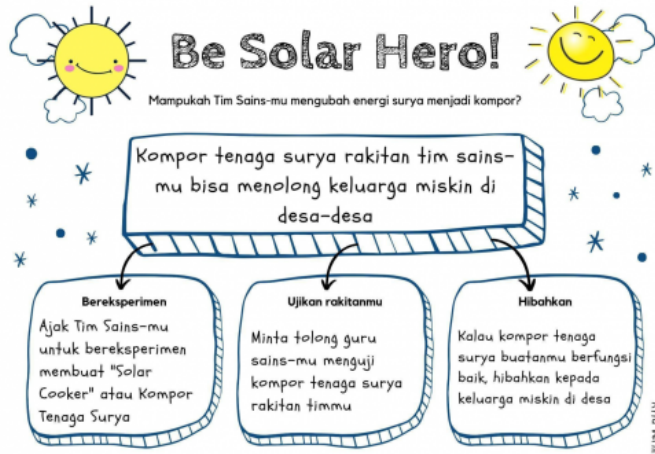 Be Solar Hero!
Mampukah Tim Sains-mu mengubah energi surya menjadi kompor?
Kompor tenaga surya rakitan tim sains-
mu bisa menolong keluarga miskin di
desa-desa
Bereksperimen
Ajak Tim Sains-mu
untuk bereksperimen
membuat "Solar
Cooker" atau Kompor
Tenaga Surya
Ujikan rakitanmu
Minta tolong guru
sains-mu menguji
kompor tenaga surya
rakitan timmu
Hibahkan
Kalau kompor tenaga
surya buatanmu berfungsi
baik, hibahkan kepada
keluarga miskin di desa